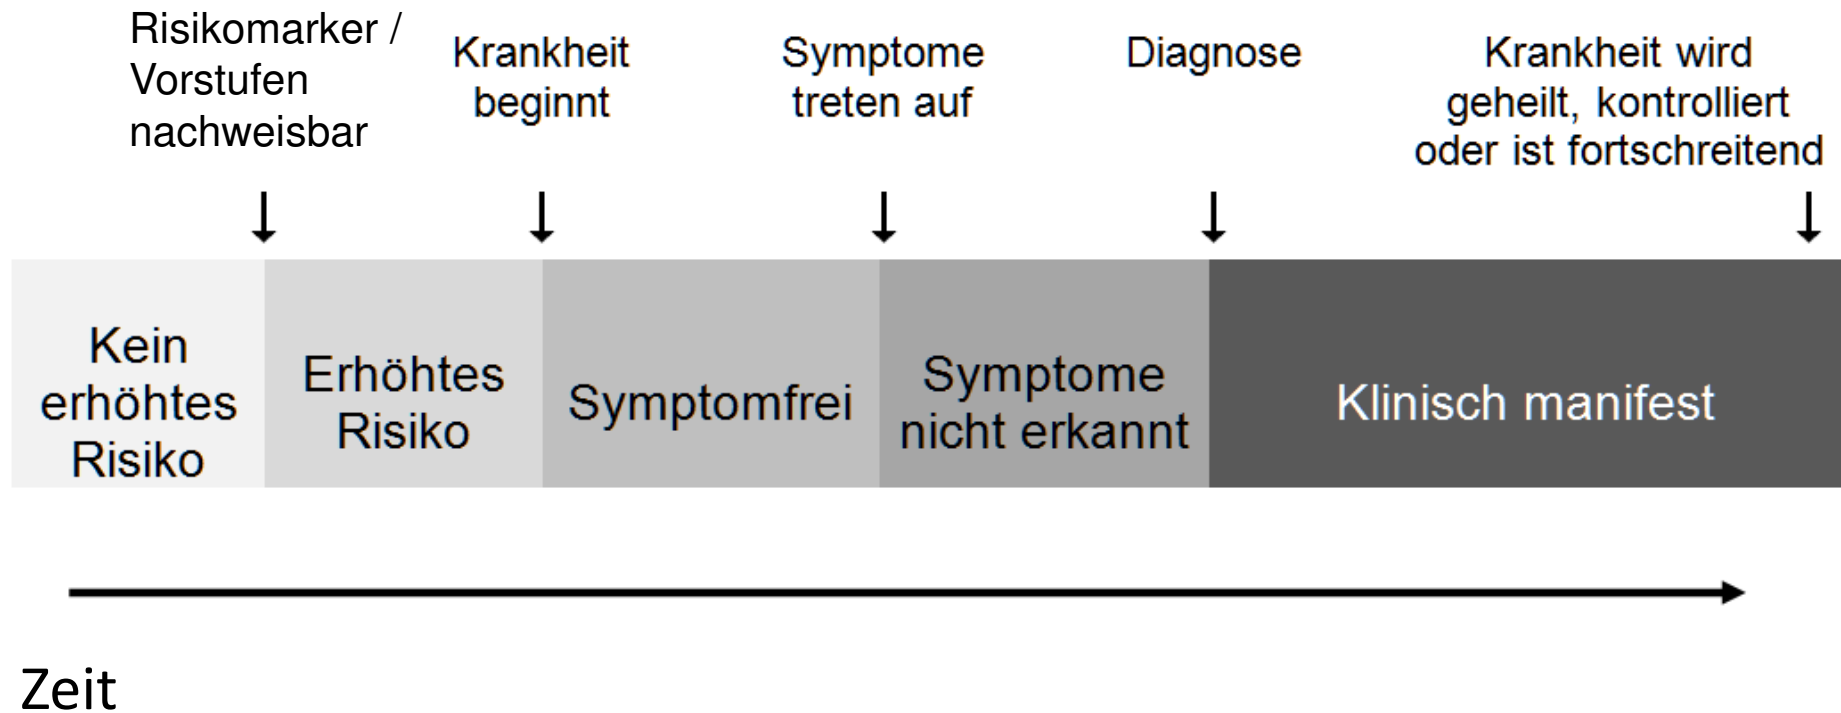 Risikomarker /
Vorstufen
nachweisbar
Krankheit
beginnt
Symptome
treten auf
Diagnose
Krankheit wird
geheilt, kontrolliert
oder ist fortschreitend
Kein
erhöhtes
Risiko
Erhöhtes
Risiko
Symptomfrei
Symptome
nicht erkannt
Klinisch manifest
Zeit